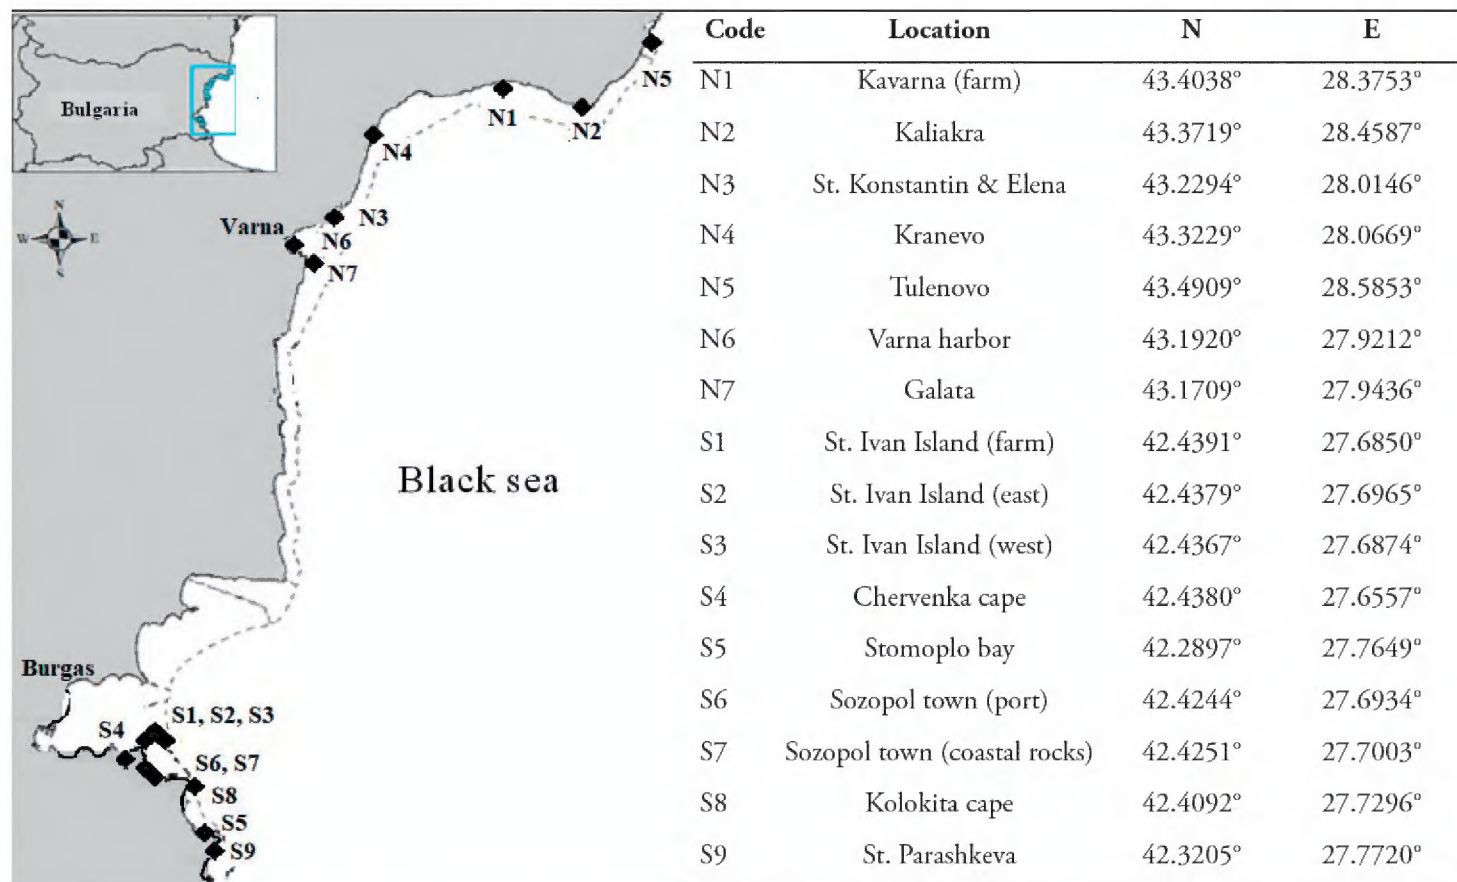 Bulgaria
N
W
E
S
N5
N1
N2
N4
N3
Varna
N6
N7
Black sea
Burgas
S1, S2, S3
S4
S6, S7
S8
S5
S9
Code Location N E
N1 Kavarna (farm) 43.4038° 28.3753°
N2 Kaliakra 43.3719° 28.4587°
N3 St. Konstantin & Elena 43.2294° 28.0146°
N4 Kranevo 43.3229° 28.0669°
N5 Tulenovo 43.4909° 28.5853°
N6 Varna harbor 43.1920° 27.9212°
N7 Galata 43.1709° 27.9436°
S1 St. Ivan Island (farm) 42.4391° 27.6850°
S2 St. Ivan Island (east) 42.4379° 27.6965°
S3 St. Ivan Island (west) 42.4367° 27.6874°
S4 Chervenka cape 42.4380° 27.6557°
S5 Stomoplo bay 42.2897° 27.7649°
S6 Sozopol town (port) 42.4244° 27.6934°
S7 Sozopol town (coastal rocks) 42.4251° 27.7003°
S8 Kolokita cape 42.4092° 27.7296°
S9 St. Parashkeva 42.3205° 27.7720°